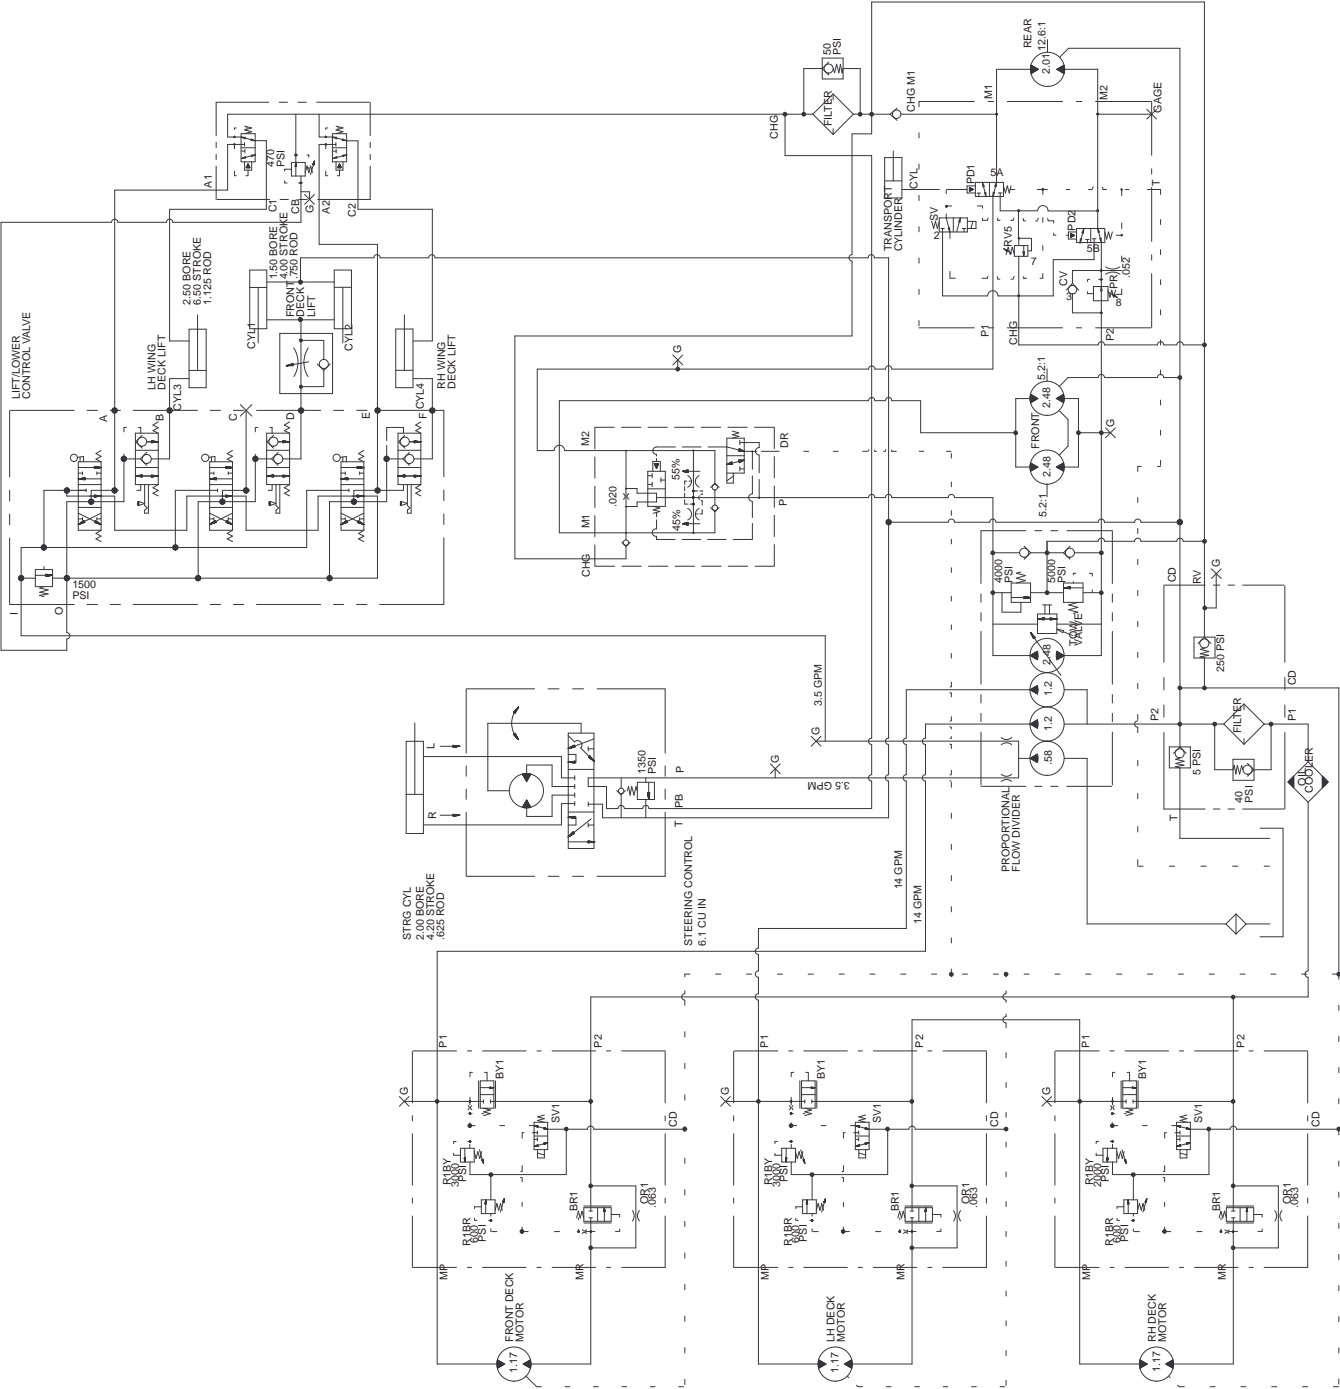 LIFT/LOWER
CONTROL VALVE
I
O
1500
PSI
A
B
C
D
E
F
CYL3
LH WING
DECK LIFT
2.50 BORE
6.50 STROKE
1.125 ROD
CYL1
1.50 BORE
4.00 STROKE
.750 ROD
FRONT
DECK
LIFT
CYL2
CYL4
RH WING
DECK LIFT
A1
C1
CB
G
A2
C2
470
PSI
CHG
50
PSI
FILTER
CHG M1
M1
M2
REAR
2.01
12.6:1
GAGE
TRANSPORT
CYLINDER
CYL
PD1
5A
SV
2
RV5
7
PD2
5B
CV
3
PR
8
.052
T
P1
CHG
P2
G
5.2:1
2.48
FRONT
2.48
5.2:1
G
M2
M1
CHG
.020
55%
45%
DR
P
4000
PSI
5000
PSI
TOW
VALVE
2.48
1.2
1.2
.58
PROPORTIONAL
FLOW DIVIDER
3.5 GPM
G
G
3.5 GPM
14 GPM
14 GPM
CD
RV
G
250 PSI
P2
CD
FILTER
P1
5 PSI
40
PSI
T
OIL
COOLER
L
R
1350
PSI
P
PB
T
STRG CYL
2.00 BORE
4.20 STROKE
.625 ROD
STEERING CONTROL
6.1 CU IN
G
P1
P2
BY1
SV1
CD
R1BY
3000
PSI
R1BR
600
PSI
BR1
OR1
.063
MP
MR
FRONT DECK
MOTOR
1.17
G
P1
P2
BY1
SV1
CD
R1BY
3000
PSI
R1BR
600
PSI
BR1
OR1
.063
MP
MR
LH DECK
MOTOR
1.17
G
P1
P2
BY1
SV1
CD
R1BY
PSI
R1BR
600
PSI
BR1
OR1
.063
MP
MR
RH DECK
MOTOR
1.17